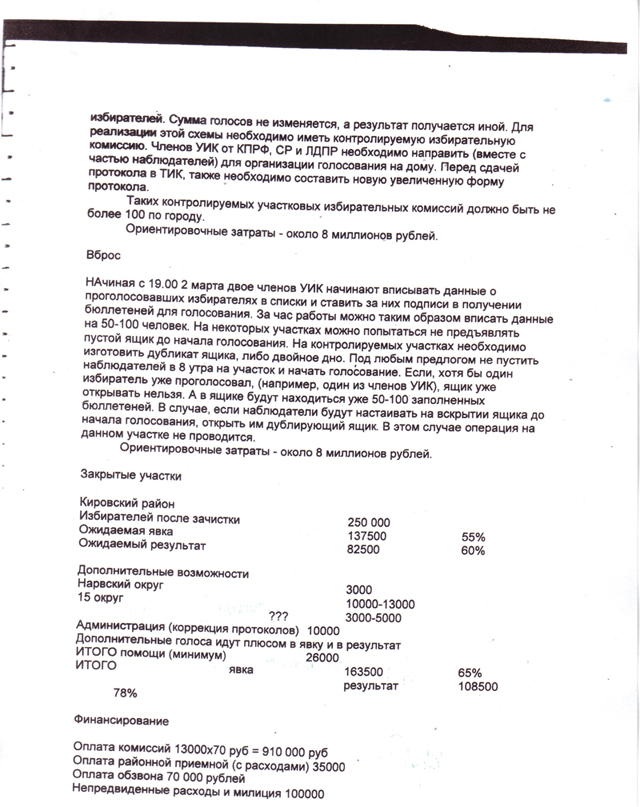 избирателей. Сумма голосов не изменяется, а результат получается иной. Для
реализации этой схемы необходимо иметь контролируемую избирательную
комиссию. Членов УИК от КПРФ, СР и ЛДПР необходимо направить (вместе с
частью наблюдателей) для организации голосования на дому. Перед сдачей
протокола в ТИК, также необходимо составить новую увеличенную форму
протокола.
Таких контролируемых участковых избирательных комиссий должно быть не
более 100 по городу.
Ориентировочные затраты - около 8 миллионов рублей.
Вброс
НАчиная с 19.00 2 марта двое членов УИК начинают вписывать данные о
проголосовавших избирателях в списки и ставить за них подписи в получении
бюллетеней для голосования. За час работы можно таким образом вписать данные
на 50-100 человек. На некоторых участках можно попытаться не предъявлять
пустой ящик до начала голосования. На контролируемых участках необходимо
изготовить дубликат ящика, либо двойное дно. Под любым предлогом не пустить
наблюдателей в 8 утра на участок и начать голосование. Если, хотя бы один
избиратель уже проголосовал, (например, один из членов УИК), ящик уже
открывать нельзя. А в ящике будут находиться уже 50-100 заполненных
бюллетеней. В случае, если наблюдатели будут настаивать на вскрытии ящика до
начала голосования, открыть им дублирующий ящик. В этом случае операция на
данном участке не проводится.
Ориентировочные затраты - около 8 миллионов рублей.
Закрытые участки
Кировский район
Избирателей после зачистки 250 000
Ожидаемая явка 137500 55%
Ожидаемый результат 82500 60%
Дополнительные возможности
Нарвский округ 3000
15 округ 10000-13000
??? 3000-5000
Администрация (коррекция протоколов) 10000
Дополнительные голоса идут плюсом в явку и в результат
ИТОГО помощи (минимум) 26000
ИТОГО явка 163500 65%
результат 108500
78%
Финансирование
Оплата комиссий 13000х70 руб = 910 000 руб
Оплата районной приемной (с расходами) 35000
Оплата обзвона 70 000 рублей
Непредвиденные расходы и милиция 100000